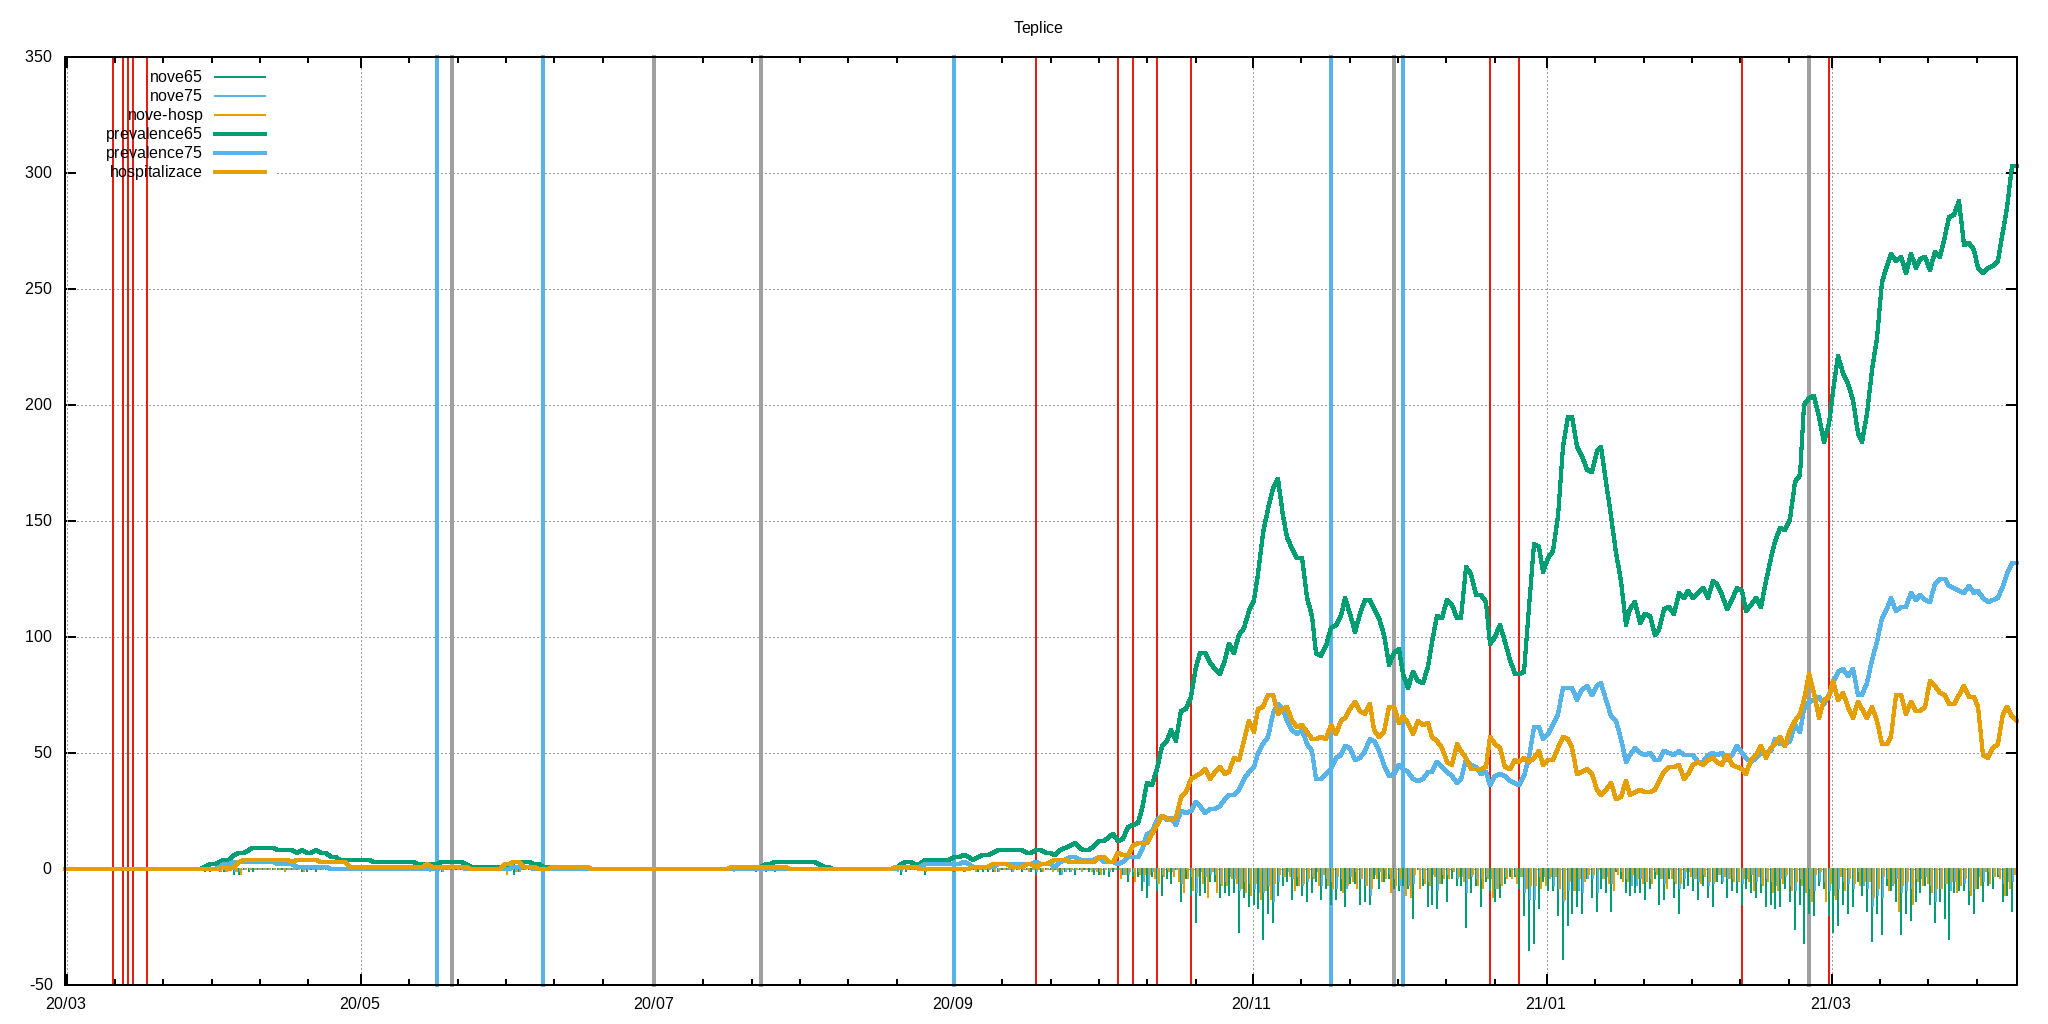 Teplice
350
300
250
200
150
100
50
0
-50
nove65
nove75
nove-hosp
prevalence65
prevalence75
hospitalizace
20/03 20/05 20/07 20/09 20/11 21/01 21/03